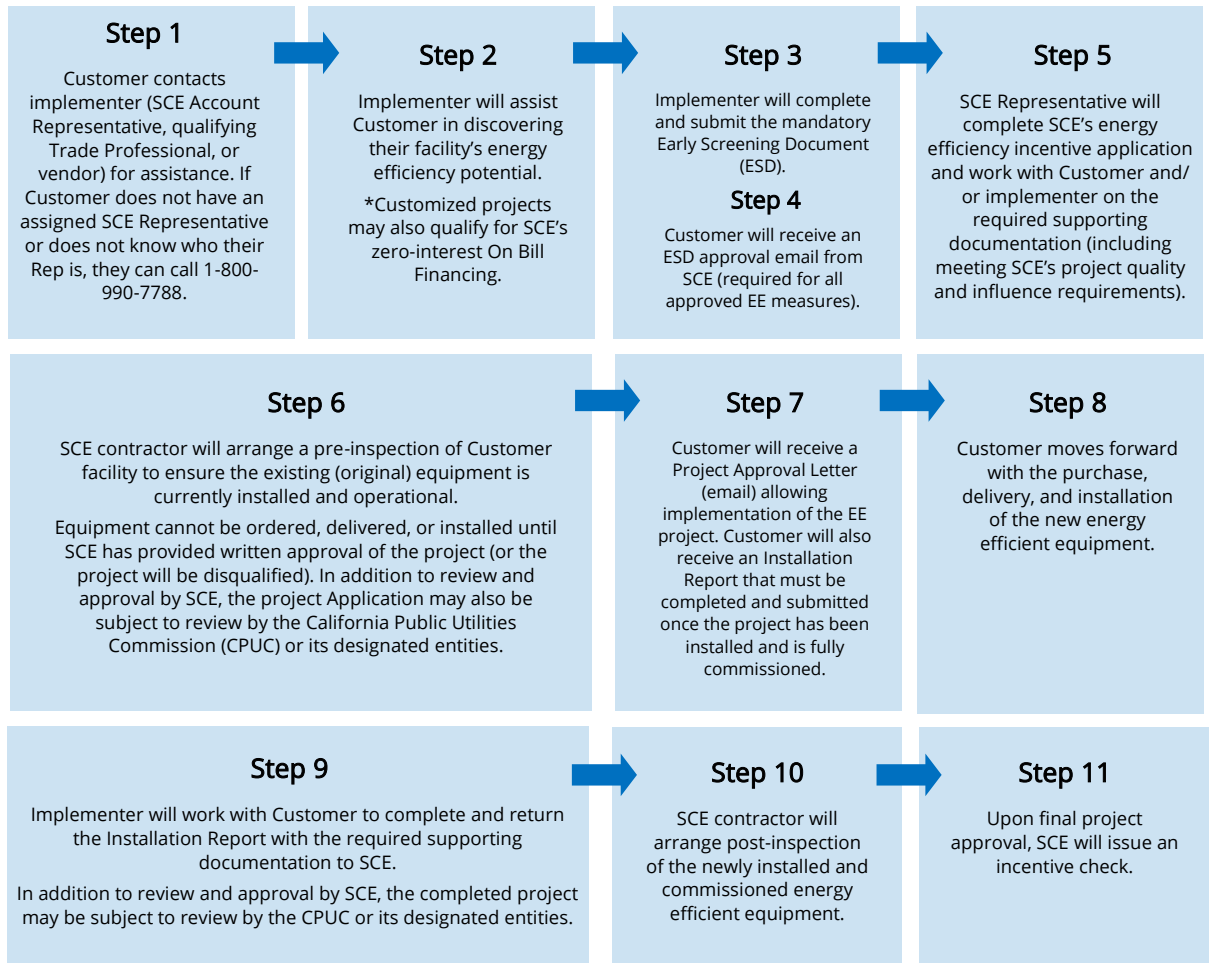 Step 1
Customer contacts
implementer (SCE Account
Representative, qualifying
Trade Professional, or
vendor) for assistance. If
Customer does not have an
assigned SCE Representative
or does not know who their
Rep is, they can call 1-800-
990-7788.
Step 2
Implementer will assist
Customer in discovering
their facility’s energy
efficiency potential.
*Customized projects
may also qualify for SCE’s
zero-interest On Bill
Financing.
Step 3
Implementer will complete
and submit the mandatory
Early Screening Document
(ESD).
Step 4
Customer will receive an
ESD approval email from
SCE (required for all
approved EE measures).
Step 5
SCE Representative will
complete SCE’s energy
efficiency incentive application
and work with Customer and/
or implementer on the
required supporting
documentation (including
meeting SCE’s project quality
and influence requirements).
Step 6
SCE contractor will arrange a pre-inspection of Customer
facility to ensure the existing (original) equipment is
currently installed and operational.
Equipment cannot be ordered, delivered, or installed until
SCE has provided written approval of the project (or the
project will be disqualified). In addition to review and
approval by SCE, the project Application may also be
subject to review by the California Public Utilities
Commission (CPUC) or its designated entities.
Step 7
Customer will receive a
Project Approval Letter
(email) allowing
implementation of the EE
project. Customer will also
receive an Installation
Report that must be
completed and submitted
once the project has been
installed and is fully
commissioned.
Step 8
Customer moves forward
with the purchase,
delivery, and installation
of the new energy
efficient equipment.
Step 9
Implementer will work with Customer to complete and return
the Installation Report with the required supporting
documentation to SCE.
In addition to review and approval by SCE, the completed project
may be subject to review by the CPUC or its designated entities.
Step 10
SCE contractor will
arrange post-inspection
of the newly installed and
commissioned energy
efficient equipment.
Step 11
Upon final project
approval, SCE will issue an
incentive check.